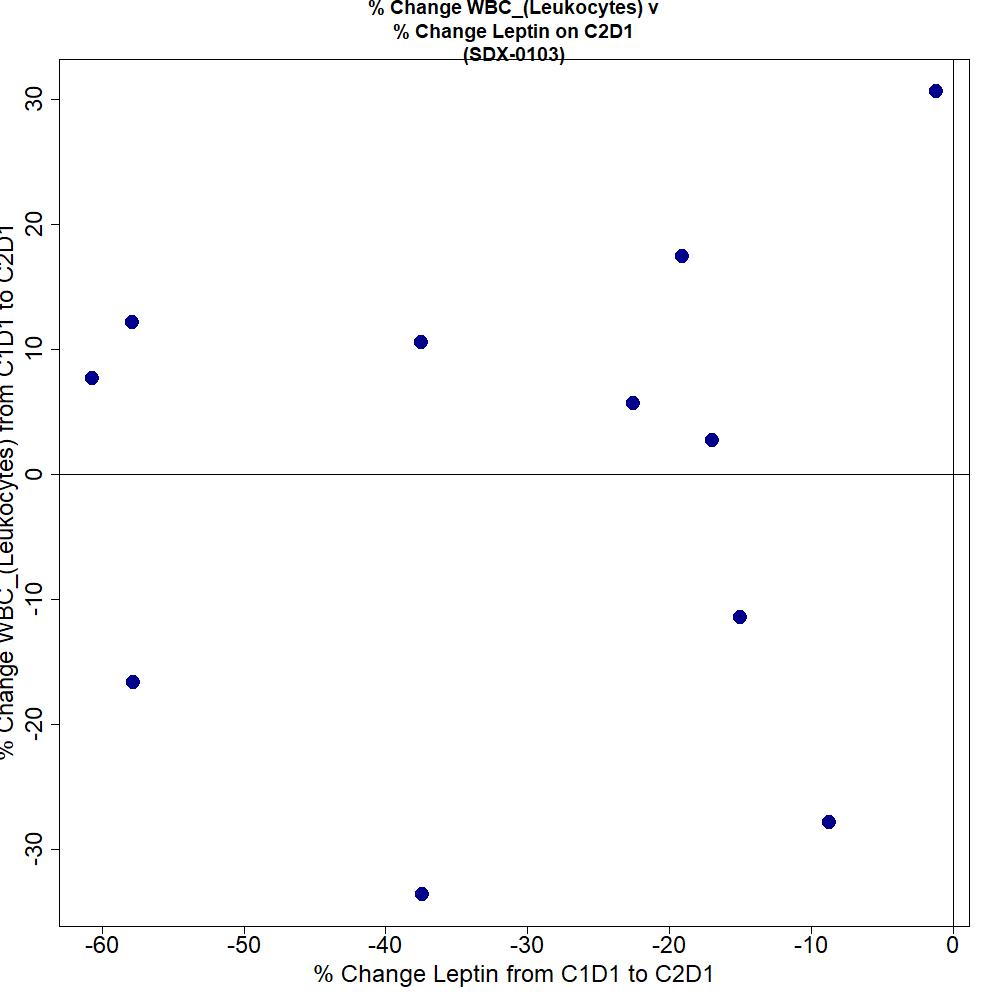 % Change WBC_(Leukocytes) v
% Change Leptin on C2D1
(SDX-0103)
% Change WBC_(Leukocytes) from C1D1 to C2D1
30
20
10
0
-10
-20
-30
-60
-50
-40
-30
-20
-10
0
% Change Leptin from C1D1 to C2D1